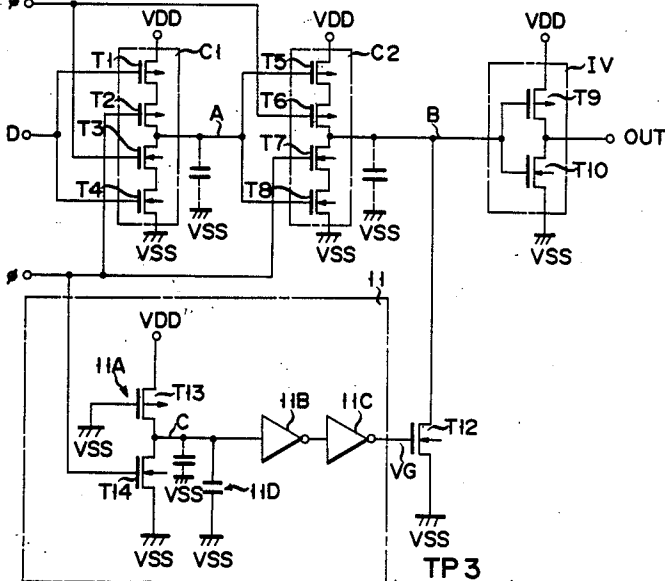 ø
VDD
VDD
VDD
T1
C1
T5
C2
IV
T2
T6
T9
A
B
D
T3
T7
OUT
T4
T8
T10
VSS
VSS
VSS
VSS
VSS
ø
11
VDD
11A
T13
11B
11C
C
T12
VSS
VG
T14
VSS
11D
VSS
VSS
VSS
TP3